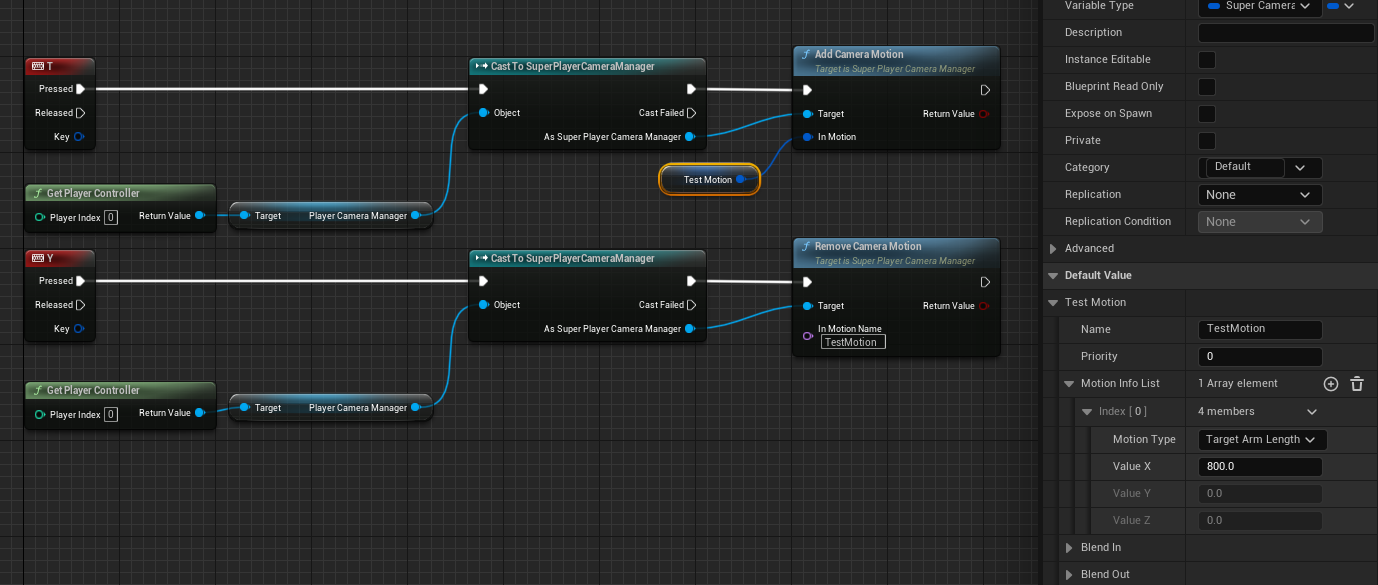 T
Pressed
Released
Key
Get Player Controller
Player Index 0
Return Value
Target
Player Camera Manager
Cast To SuperPlayerCameraManager
Object
Cast Failed
As Super Player Camera Manager
Test Motion
Add Camera Motion
Target is Super Player Camera Manager
Target
Return Value
In Motion
Y
Pressed
Released
Key
Get Player Controller
Player Index 0
Return Value
Target
Player Camera Manager
Cast To SuperPlayerCameraManager
Object
Cast Failed
As Super Player Camera Manager
Remove Camera Motion
Target is Super Player Camera Manager
Target
Return Value
In Motion Name
TestMotion
Variable Type
Super Camera
Description
Instance Editable
Blueprint Read Only
Expose on Spawn
Private
Category
Default
Replication
None
Replication Condition
None
Advanced
Default Value
Test Motion
Name
TestMotion
Priority
0
Motion Info List
1 Array element
Index [ 0 ]
4 members
Motion Type
Target Arm Length
Value X
800.0
Value Y
0.0
Value Z
0.0
Blend In
Blend Out